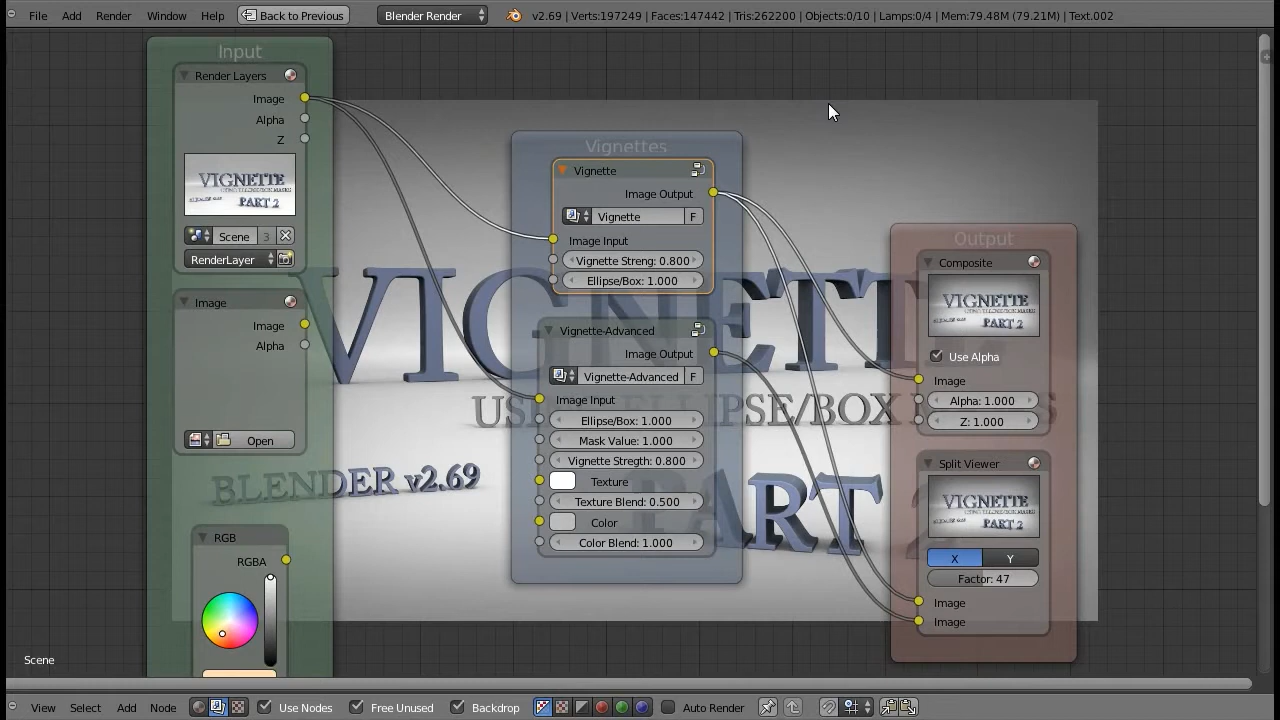 File Add Render Window Help Back to Previous Blender Render v2.69 | Verts:197249 | Faces:147442 | Tris:262200 | Objects:0/10 | Lamps:0/4 | Mem:79.48M (79.21M) | Text.002
Input
Render Layers
Image
Alpha
Z
VIGNETTE
PART 2
Scene 3
RenderLayer
Image
Image
Alpha
Open
RGB
RGBA
Vignettes
Vignette
Image Output
Vignette F
Image Input
Vignette Streng: 0.800
Ellipse/Box: 1.000
Vignette-Advanced
Image Output
Vignette-Advanced F
Image Input
Ellipse/Box: 1.000
Mask Value: 1.000
Vignette Stregth: 0.800
Texture
Texture Blend: 0.500
Color
Color Blend: 1.000
Output
Composite
VIGNETTE
PART 2
Use Alpha
Image
Alpha: 1.000
Z: 1.000
Split Viewer
VIGNETTE
PART 2
X Y
Factor: 47
Image
Image
VIGNETTE
ELLIPSE/BOX
BLENDER v2.69
PART 2
Scene
View Select Add Node Use Nodes Free Unused Backdrop Auto Render